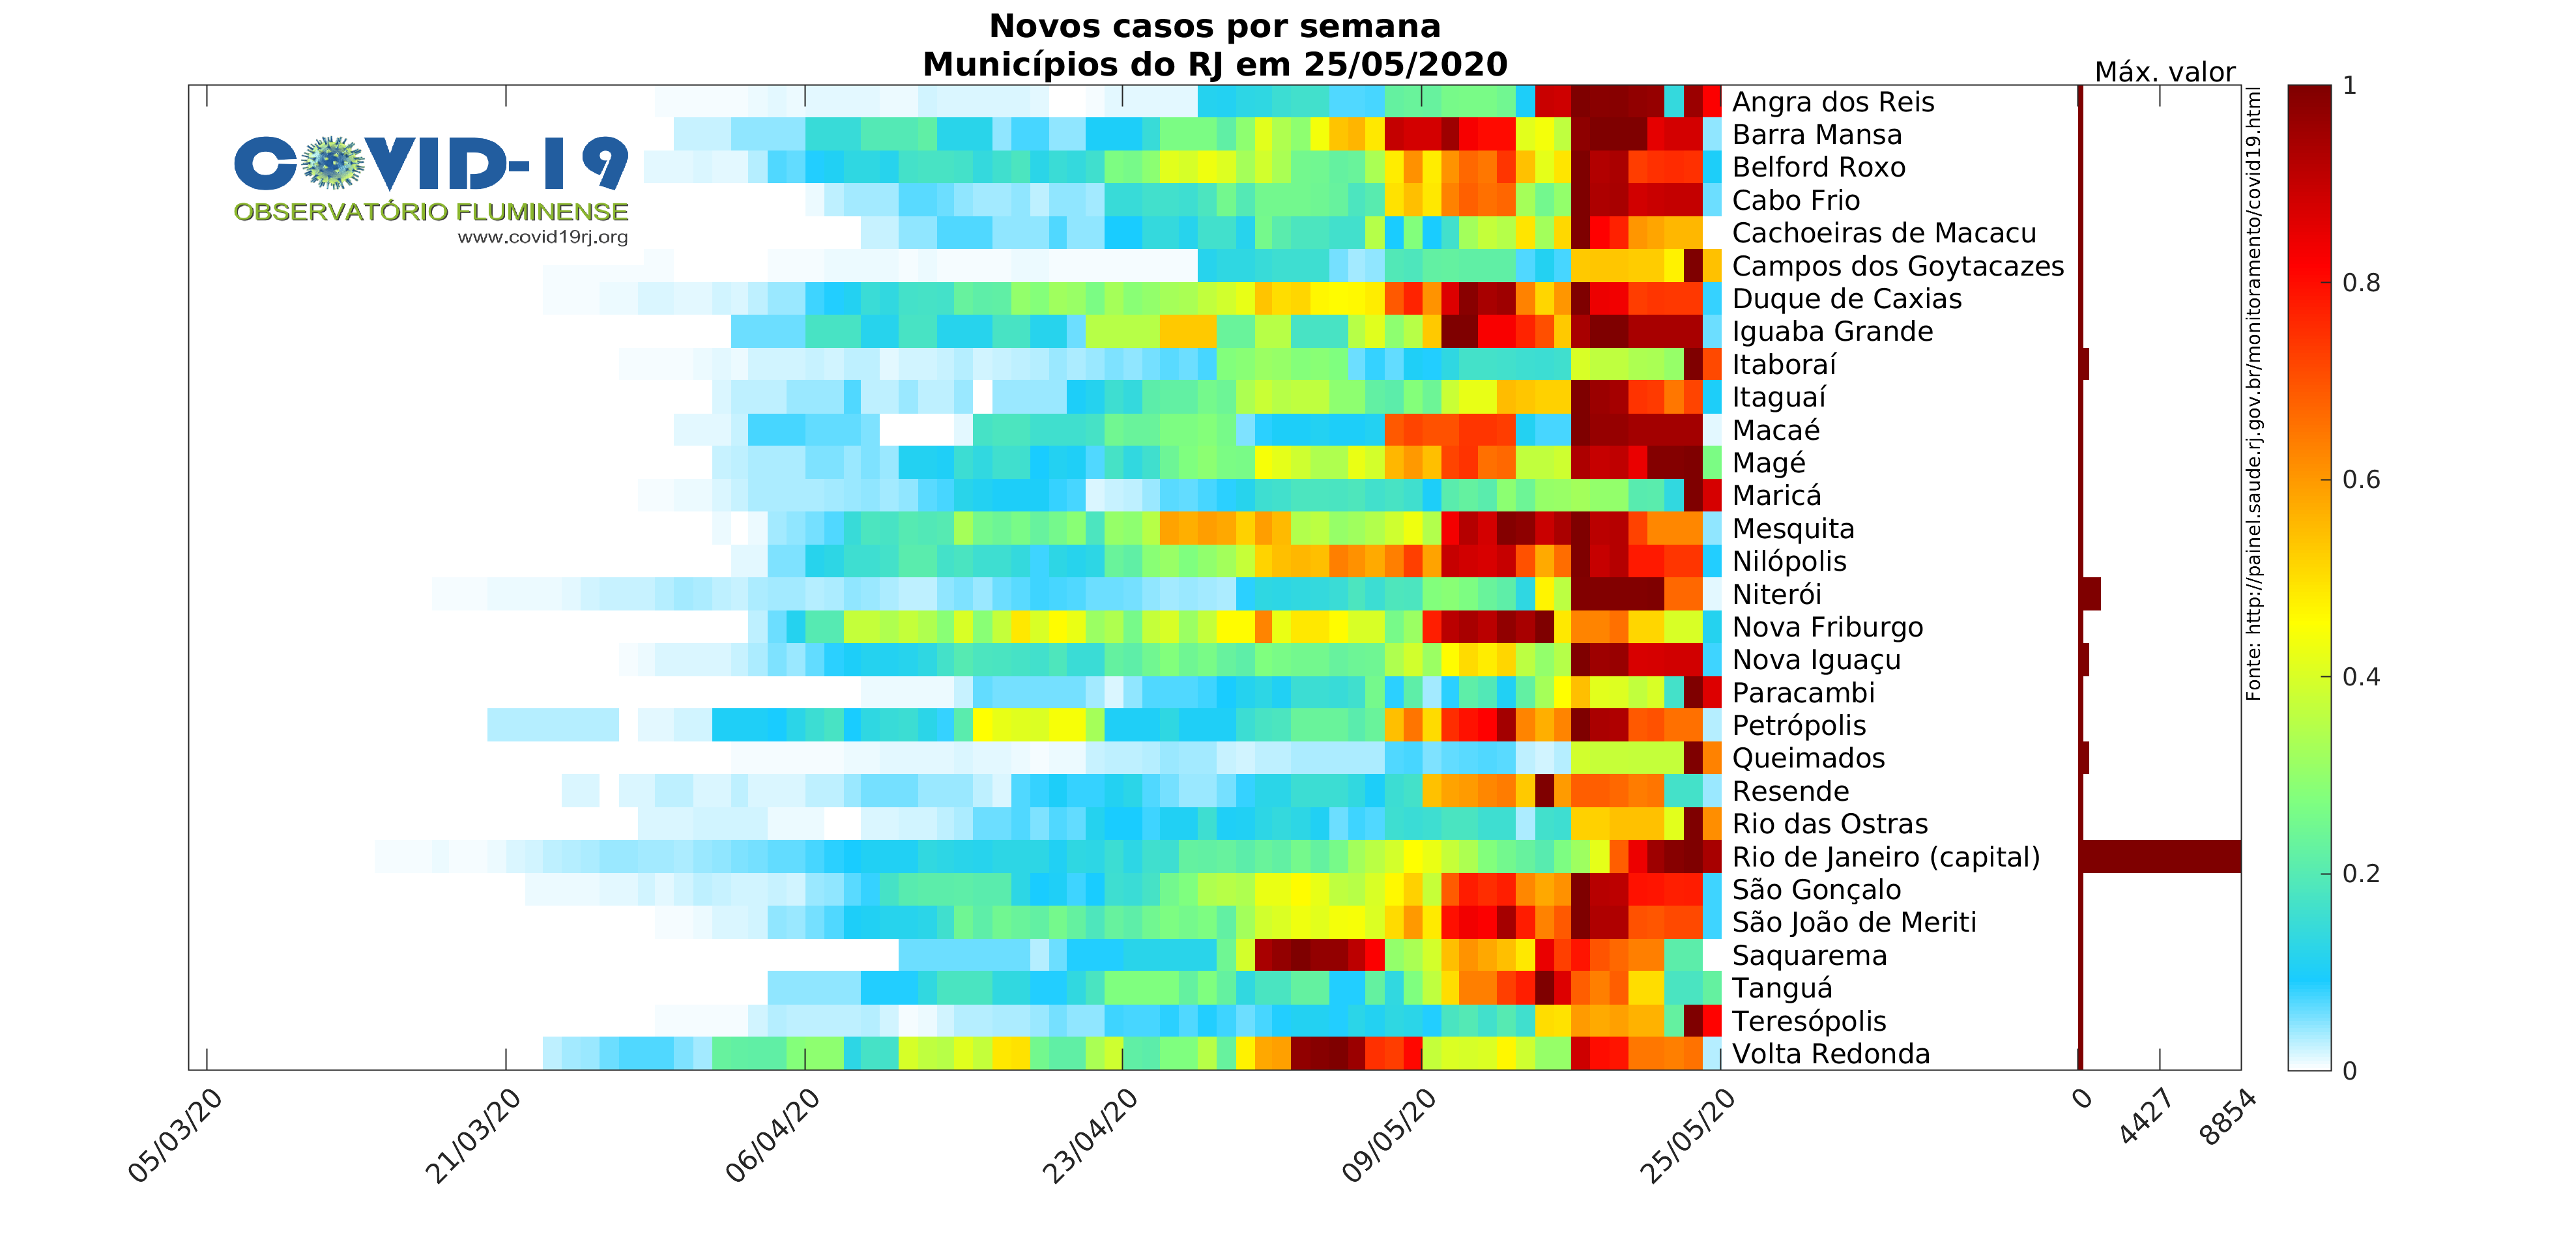 Novos casos por semana
Municípios do RJ em 25/05/2020
Máx. valor
COVID-19
OBSERVATÓRIO FLUMINENSE
www.covid19rj.org
Angra dos Reis
Barra Mansa
Belford Roxo
Cabo Frio
Cachoeiras de Macacu
Campos dos Goytacazes
Duque de Caxias
Iguaba Grande
Itaboraí
Itaguaí
Macaé
Magé
Maricá
Mesquita
Nilópolis
Niterói
Nova Friburgo
Nova Iguaçu
Paracambi
Petrópolis
Queimados
Resende
Rio das Ostras
Rio de Janeiro (capital)
São Gonçalo
São João de Meriti
Saquarema
Tanguá
Teresópolis
Volta Redonda
Fonte: http://painel.saude.rj.gov.br/monitoramento/covid19.html
1
0.8
0.6
0.4
0.2
0
05/03/20
21/03/20
06/04/20
23/04/20
09/05/20
25/05/20
0
4427
8854